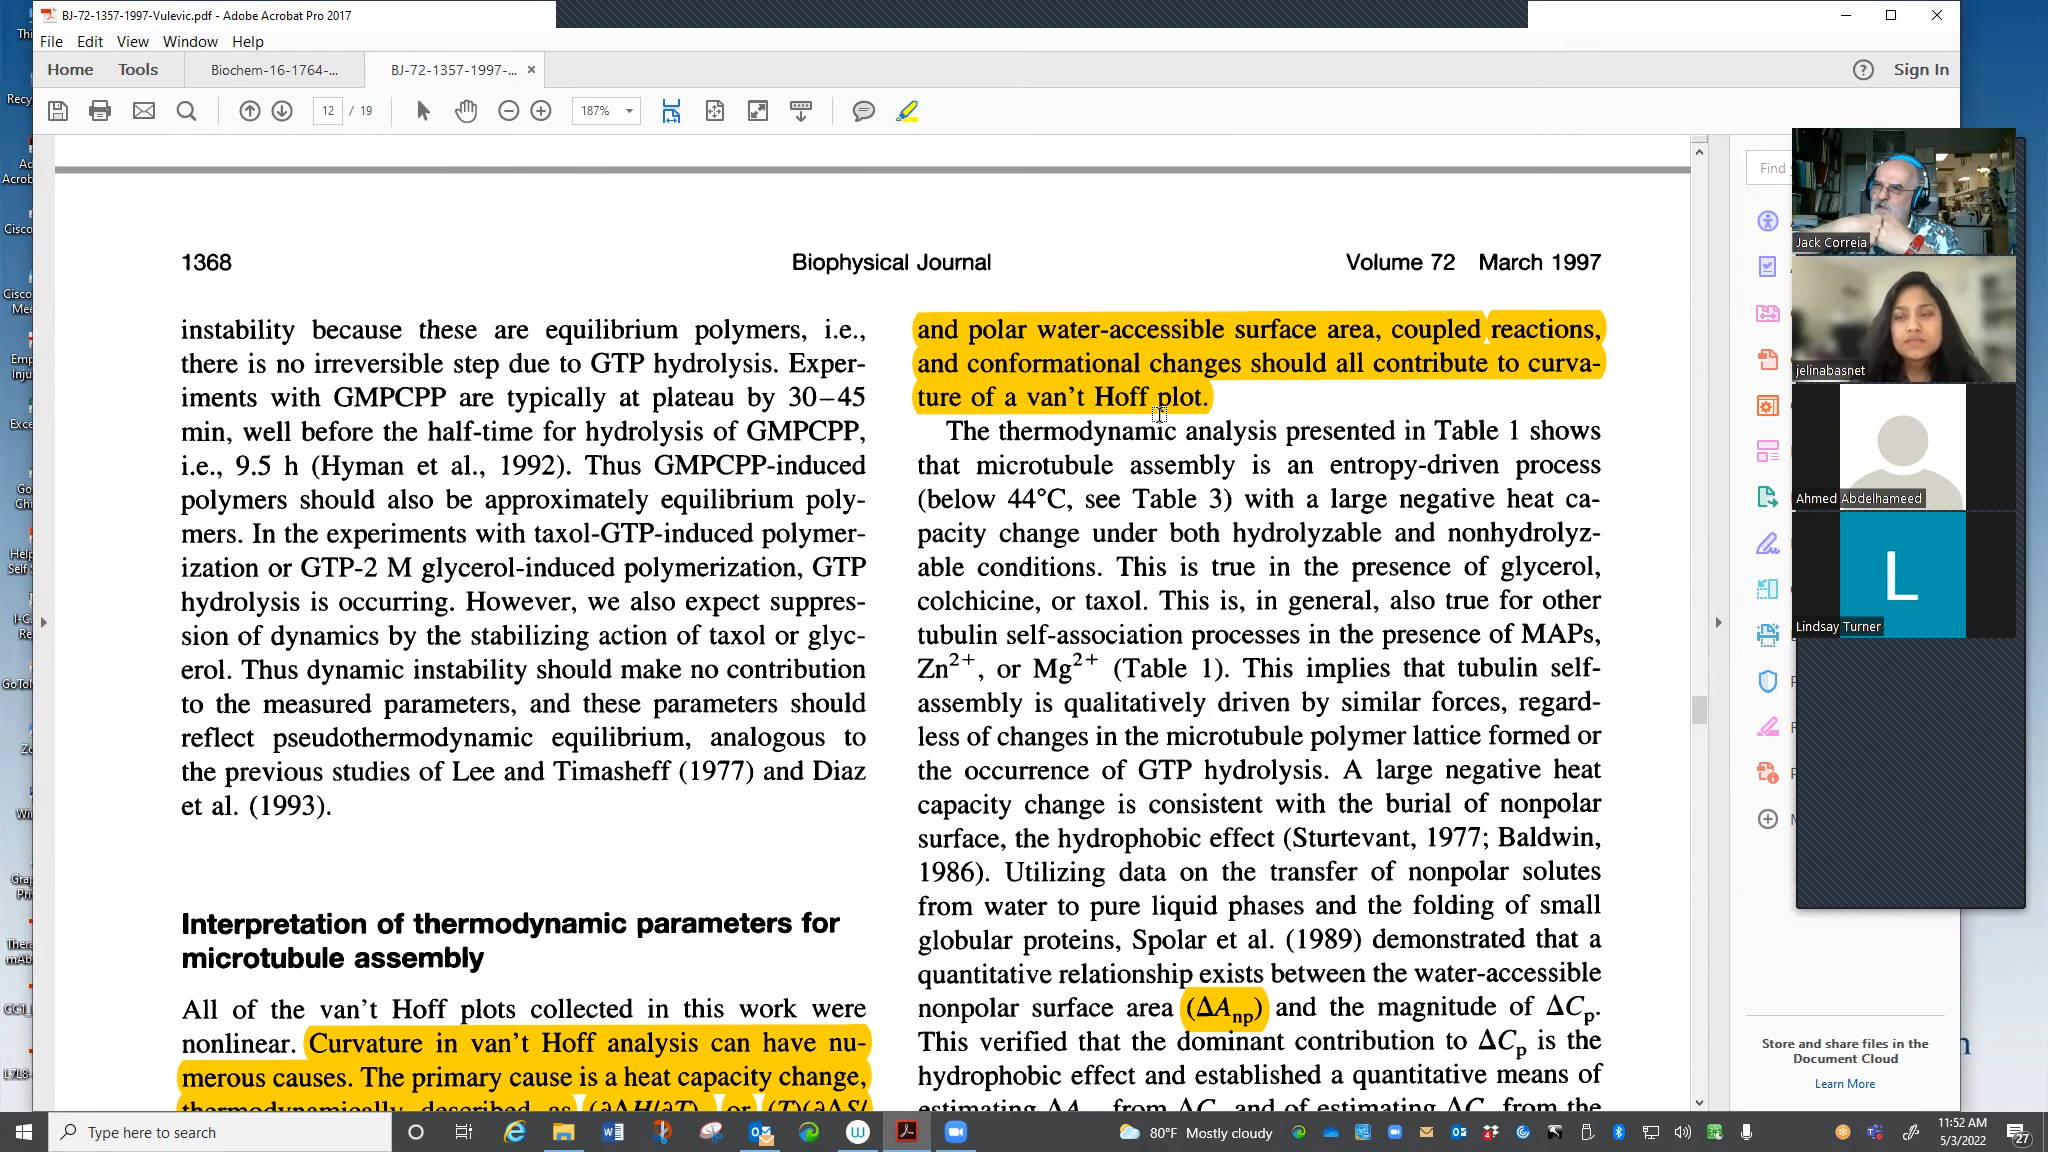 BJ-72-1357-1997-Vulevic.pdf - Adobe Acrobat Pro 2017
File Edit View Window Help
Home Tools Biochem-16-1764-... BJ-72-1357-1997-... × Sign In
12 / 19 187%
1368 Biophysical Journal Volume 72 March 1997
instability because these are equilibrium polymers, i.e.,
there is no irreversible step due to GTP hydrolysis. Exper-
iments with GMPCPP are typically at plateau by 30–45
min, well before the half-time for hydrolysis of GMPCPP,
i.e., 9.5 h (Hyman et al., 1992). Thus GMPCPP-induced
polymers should also be approximately equilibrium poly-
mers. In the experiments with taxol-GTP-induced polymer-
ization or GTP-2 M glycerol-induced polymerization, GTP
hydrolysis is occurring. However, we also expect suppres-
sion of dynamics by the stabilizing action of taxol or glyc-
erol. Thus dynamic instability should make no contribution
to the measured parameters, and these parameters should
reflect pseudothermodynamic equilibrium, analogous to
the previous studies of Lee and Timasheff (1977) and Diaz
et al. (1993).
Interpretation of thermodynamic parameters for
microtubule assembly
All of the van't Hoff plots collected in this work were
nonlinear. Curvature in van't Hoff analysis can have nu-
merous causes. The primary cause is a heat capacity change,
thermodynamically described as (∂ΔH/∂T) or (T)(∂ΔS/
and polar water-accessible surface area, coupled reactions,
and conformational changes should all contribute to curva-
ture of a van't Hoff plot.
The thermodynamic analysis presented in Table 1 shows
that microtubule assembly is an entropy-driven process
(below 44°C, see Table 3) with a large negative heat ca-
pacity change under both hydrolyzable and nonhydrolyz-
able conditions. This is true in the presence of glycerol,
colchicine, or taxol. This is, in general, also true for other
tubulin self-association processes in the presence of MAPs,
Zn²⁺, or Mg²⁺ (Table 1). This implies that tubulin self-
assembly is qualitatively driven by similar forces, regard-
less of changes in the microtubule polymer lattice formed or
the occurrence of GTP hydrolysis. A large negative heat
capacity change is consistent with the burial of nonpolar
surface, the hydrophobic effect (Sturtevant, 1977; Baldwin,
1986). Utilizing data on the transfer of nonpolar solutes
from water to pure liquid phases and the folding of small
globular proteins, Spolar et al. (1989) demonstrated that a
quantitative relationship exists between the water-accessible
nonpolar surface area (ΔAnp) and the magnitude of ΔCp.
This verified that the dominant contribution to ΔCp is the
hydrophobic effect and established a quantitative means of
estimating ΔA from ΔC and of estimating ΔC from the
Find
Jack Correia
jelinabasnet
Ahmed Abdelhameed
L
Lindsay Turner
Store and share files in the
Document Cloud
Learn More
Type here to search
80°F Mostly cloudy
11:52 AM
5/3/2022
27